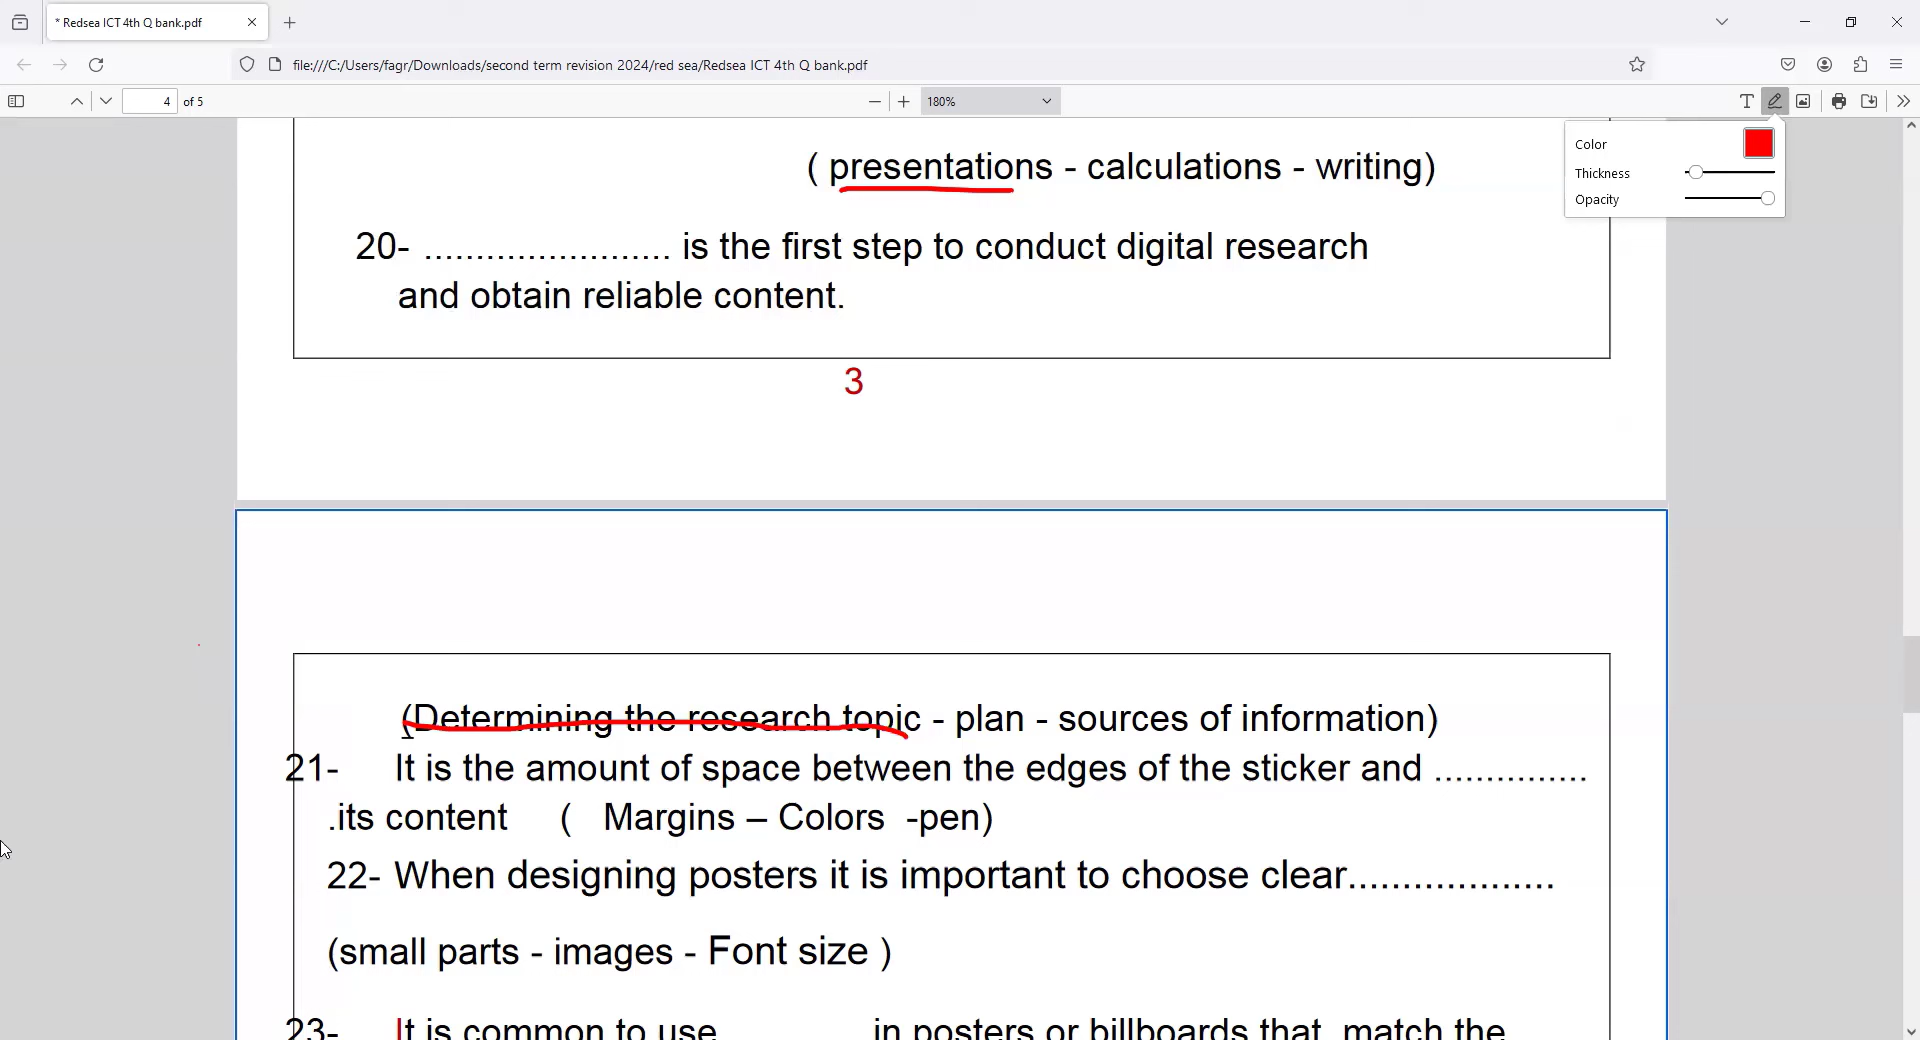 * Redsea ICT 4th Q bank.pdf
file:///C:/Users/fagr/Downloads/second term revision 2024/red sea/Redsea ICT 4th Q bank.pdf
4 of 5
180%
Color
Thickness
Opacity
( presentations - calculations - writing)
20- ........................ is the first step to conduct digital research
and obtain reliable content.
3
(Determining the research topic - plan - sources of information)
21- It is the amount of space between the edges of the sticker and ...............
.its content ( Margins – Colors -pen)
22- When designing posters it is important to choose clear...................
(small parts - images - Font size )
23- It is common to use in posters or billboards that match the